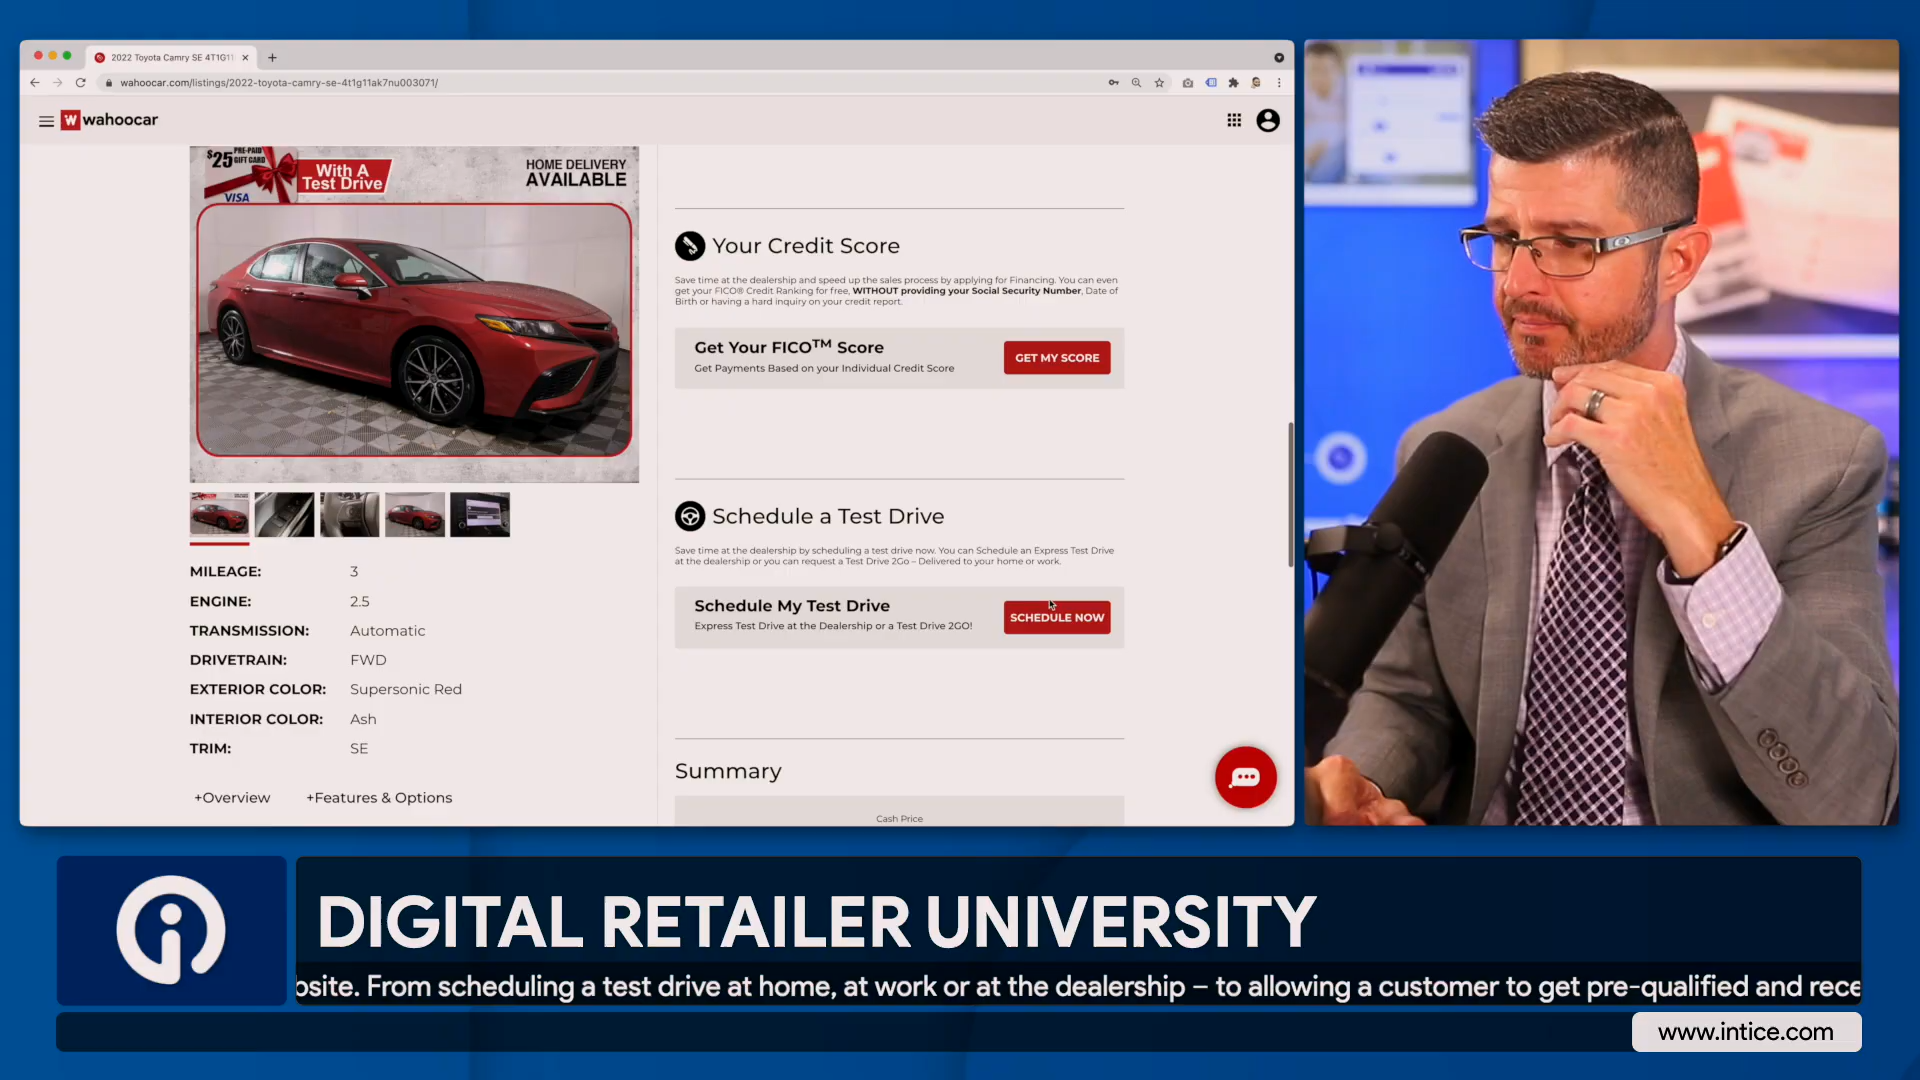 2022 Toyota Camry SE 4T1G11
wahoocar.com/listings/2022-toyota-camry-se-4t1g11ak7nu003071/
W wahoocar
$25 PRE-PAID GIFT CARD
VISA
With A
Test Drive
HOME DELIVERY
AVAILABLE
MILEAGE: 3
ENGINE: 2.5
TRANSMISSION: Automatic
DRIVETRAIN: FWD
EXTERIOR COLOR: Supersonic Red
INTERIOR COLOR: Ash
TRIM: SE
+Overview +Features & Options
Your Credit Score
Save time at the dealership and speed up the sales process by applying for Financing. You can even
get your FICO® Credit Ranking for free, WITHOUT providing your Social Security Number, Date of
Birth or having a hard inquiry on your credit report.
Get Your FICO™ Score
Get Payments Based on your Individual Credit Score
GET MY SCORE
Schedule a Test Drive
Save time at the dealership by scheduling a test drive now. You can Schedule an Express Test Drive
at the dealership or you can request a Test Drive 2Go – Delivered to your home or work.
Schedule My Test Drive
Express Test Drive at the Dealership or a Test Drive 2GO!
SCHEDULE NOW
Summary
Cash Price
DIGITAL RETAILER UNIVERSITY
bsite. From scheduling a test drive at home, at work or at the dealership – to allowing a customer to get pre-qualified and rece
www.intice.com